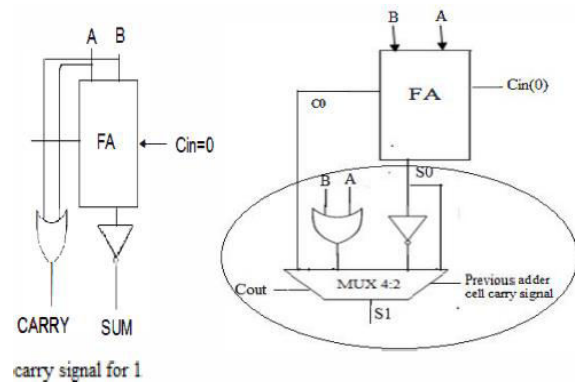 A B
FA
Cin=0
CARRY SUM
carry signal for 1
B A
FA
Cin(0)
c0
S0
B A
MUX 4:2
Cout
Previous adder
cell carry signal
S1